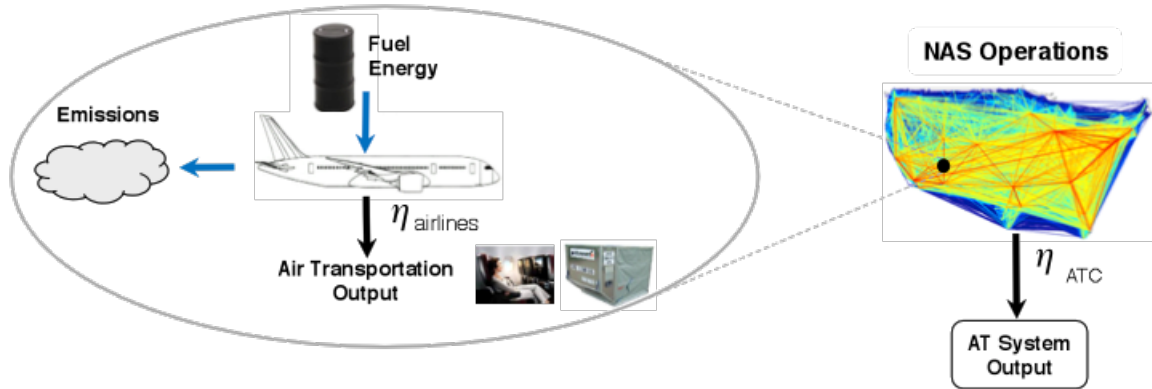 Fuel
Energy
Emissions
η airlines
Air Transportation
Output
NAS Operations
η ATC
AT System
Output